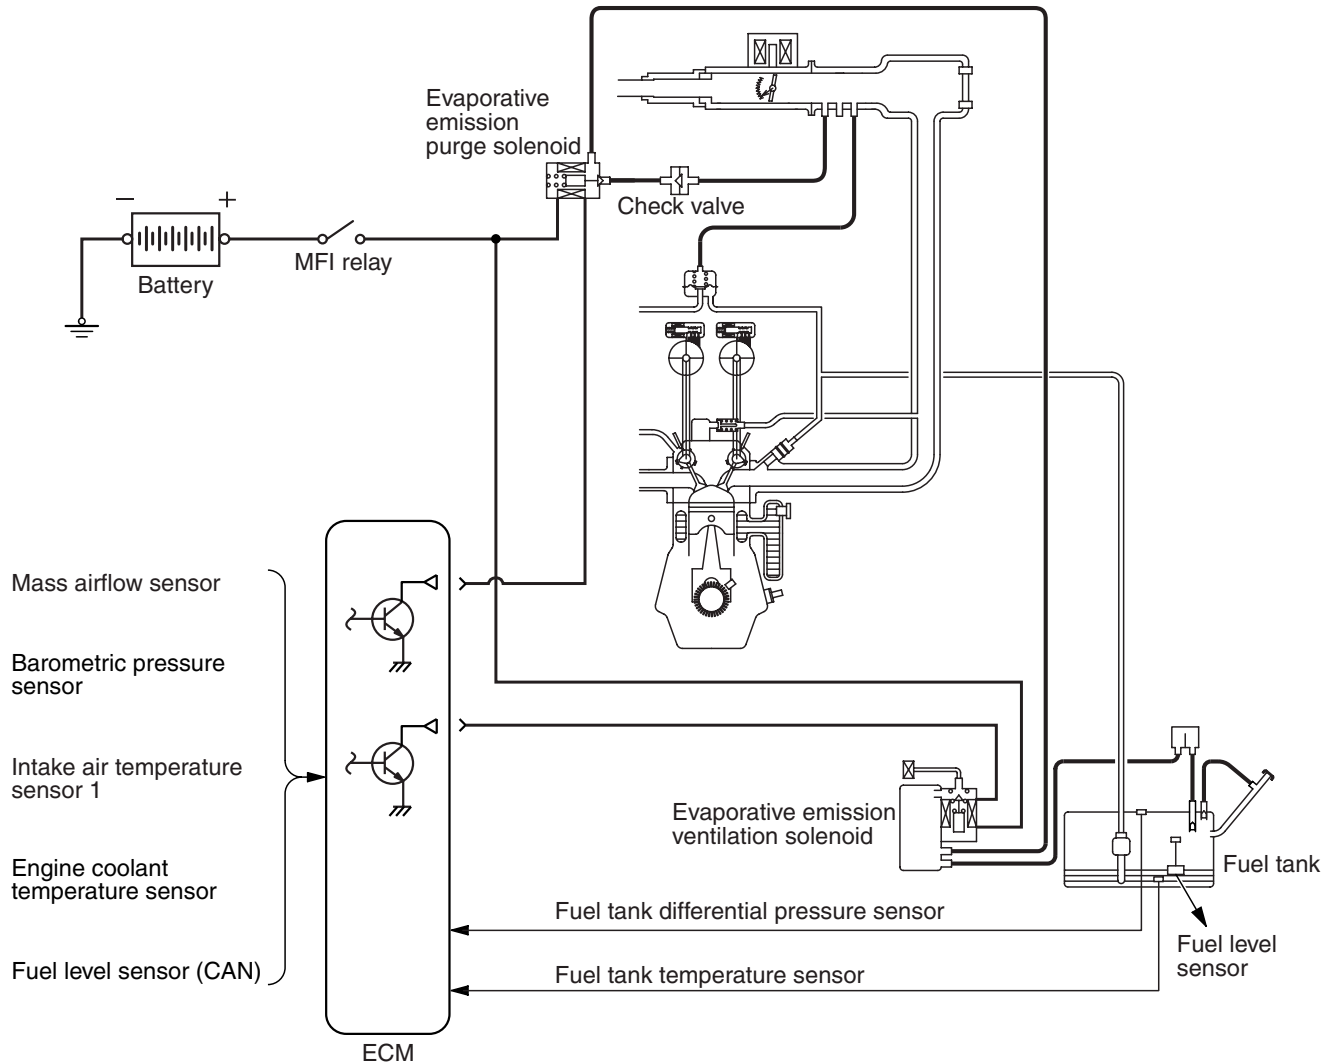 Evaporative
emission
purge solenoid
Check valve
−
+
MFI relay
Battery
Mass airflow sensor
Barometric pressure
sensor
Intake air temperature
sensor 1
Engine coolant
temperature sensor
Fuel level sensor (CAN)
Evaporative emission
ventilation solenoid
Fuel tank
Fuel tank differential pressure sensor
Fuel level
sensor
Fuel tank temperature sensor
ECM